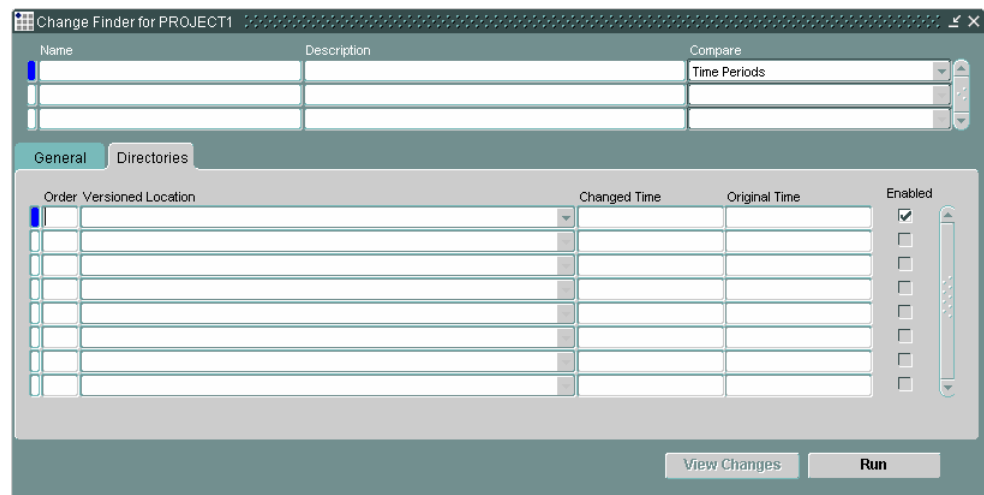 Change Finder for PROJECT1
Name Description Compare
Time Periods
General Directories
Order Versioned Location Changed Time Original Time Enabled
View Changes Run